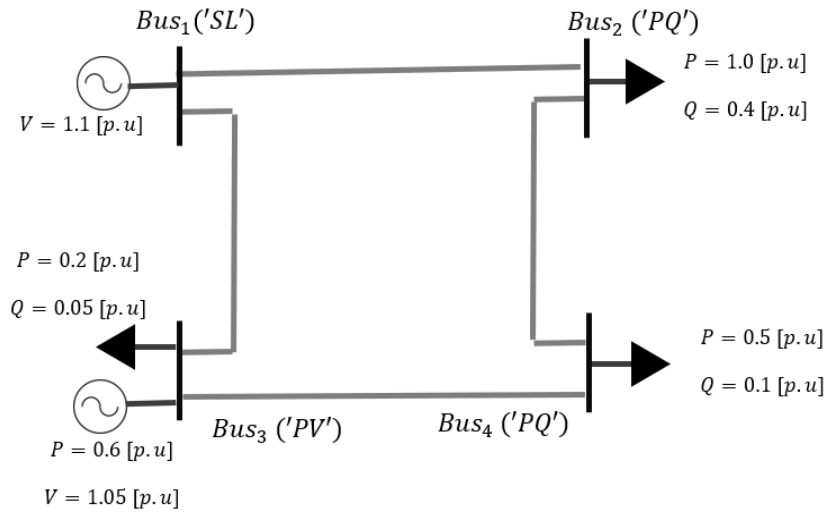 Bus₁('SL')
Bus₂ ('PQ')
V = 1.1 [p.u]
P = 1.0 [p.u]
Q = 0.4 [p.u]
P = 0.2 [p.u]
Q = 0.05 [p.u]
Bus₃ ('PV')
P = 0.6 [p.u]
V = 1.05 [p.u]
Bus₄ ('PQ')
P = 0.5 [p.u]
Q = 0.1 [p.u]